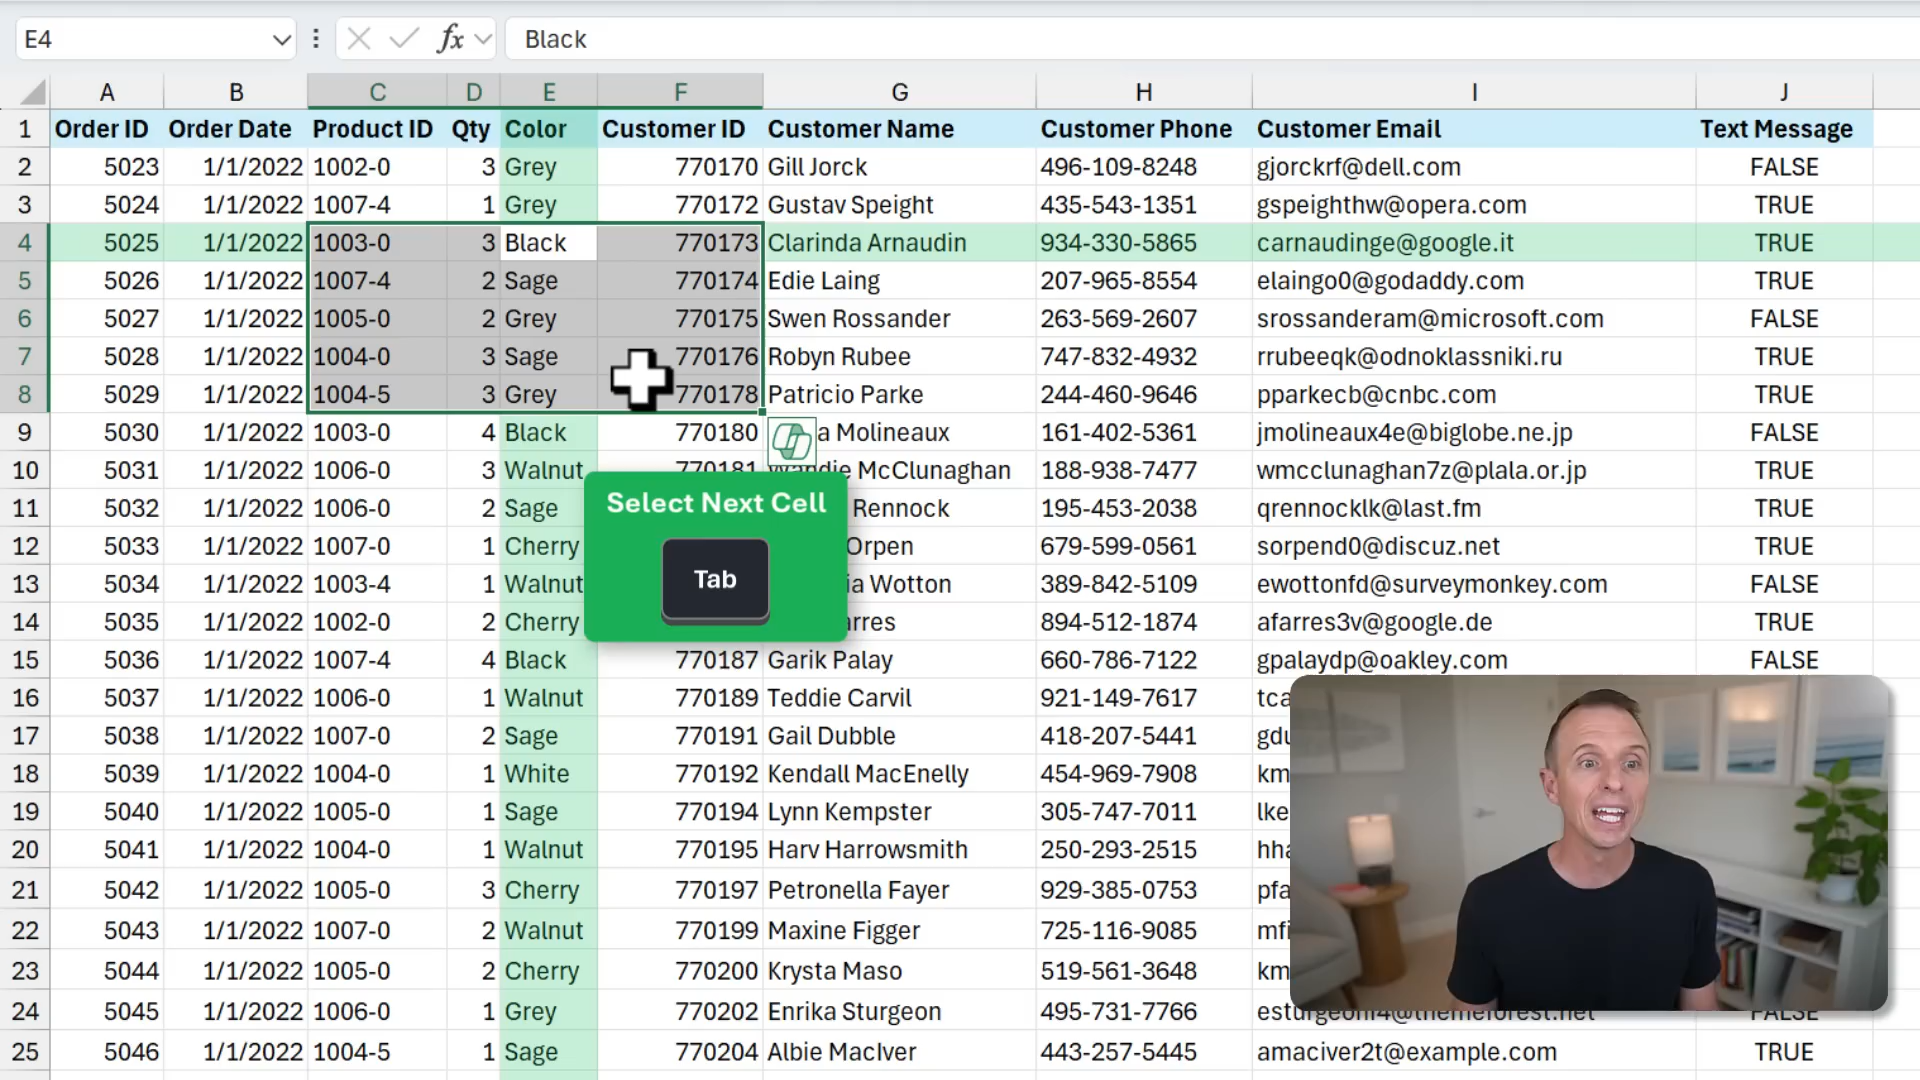 E4 fx Black
A B C D E F G H I J
1 Order ID Order Date Product ID Qty Color Customer ID Customer Name Customer Phone Customer Email Text Message
2 5023 1/1/2022 1002-0 3 Grey 770170 Gill Jorck 496-109-8248 gjorckrf@dell.com FALSE
3 5024 1/1/2022 1007-4 1 Grey 770172 Gustav Speight 435-543-1351 gspeighthw@opera.com TRUE
4 5025 1/1/2022 1003-0 3 Black 770173 Clarinda Arnaudin 934-330-5865 carnaudinge@google.it TRUE
5 5026 1/1/2022 1007-4 2 Sage 770174 Edie Laing 207-965-8554 elaingo0@godaddy.com TRUE
6 5027 1/1/2022 1005-0 2 Grey 770175 Swen Rossander 263-569-2607 srossanderam@microsoft.com FALSE
7 5028 1/1/2022 1004-0 3 Sage 770176 Robyn Rubee 747-832-4932 rrubeeqk@odnoklassniki.ru TRUE
8 5029 1/1/2022 1004-5 3 Grey 770178 Patricio Parke 244-460-9646 pparkecb@cnbc.com TRUE
9 5030 1/1/2022 1003-0 4 Black 770180 a Molineaux 161-402-5361 jmolineaux4e@biglobe.ne.jp FALSE
10 5031 1/1/2022 1006-0 3 Walnut 770181 Wandie McClunaghan 188-938-7477 wmcclunaghan7z@plala.or.jp TRUE
11 5032 1/1/2022 1006-0 2 Sage Rennock 195-453-2038 qrennocklk@last.fm TRUE
12 5033 1/1/2022 1007-0 1 Cherry Orpen 679-599-0561 sorpend0@discuz.net TRUE
13 5034 1/1/2022 1003-4 1 Walnut ia Wotton 389-842-5109 ewottonfd@surveymonkey.com FALSE
14 5035 1/1/2022 1002-0 2 Cherry arres 894-512-1874 afarres3v@google.de TRUE
15 5036 1/1/2022 1007-4 4 Black 770187 Garik Palay 660-786-7122 gpalaydp@oakley.com FALSE
16 5037 1/1/2022 1006-0 1 Walnut 770189 Teddie Carvil 921-149-7617 tca
17 5038 1/1/2022 1007-0 2 Sage 770191 Gail Dubble 418-207-5441 gdu
18 5039 1/1/2022 1004-0 1 White 770192 Kendall MacEnelly 454-969-7908 km
19 5040 1/1/2022 1005-0 1 Sage 770194 Lynn Kempster 305-747-7011 lke
20 5041 1/1/2022 1004-0 1 Walnut 770195 Harv Harrowsmith 250-293-2515 hha
21 5042 1/1/2022 1005-0 3 Cherry 770197 Petronella Fayer 929-385-0753 pfa
22 5043 1/1/2022 1007-0 2 Walnut 770199 Maxine Figger 725-116-9085 mfi
23 5044 1/1/2022 1005-0 2 Cherry 770200 Krysta Maso 519-561-3648 km
24 5045 1/1/2022 1006-0 1 Grey 770202 Enrika Sturgeon 495-731-7766 FALSE
25 5046 1/1/2022 1004-5 1 Sage 770204 Albie MacIver 443-257-5445 amaciver2t@example.com TRUE
Select Next Cell
Tab